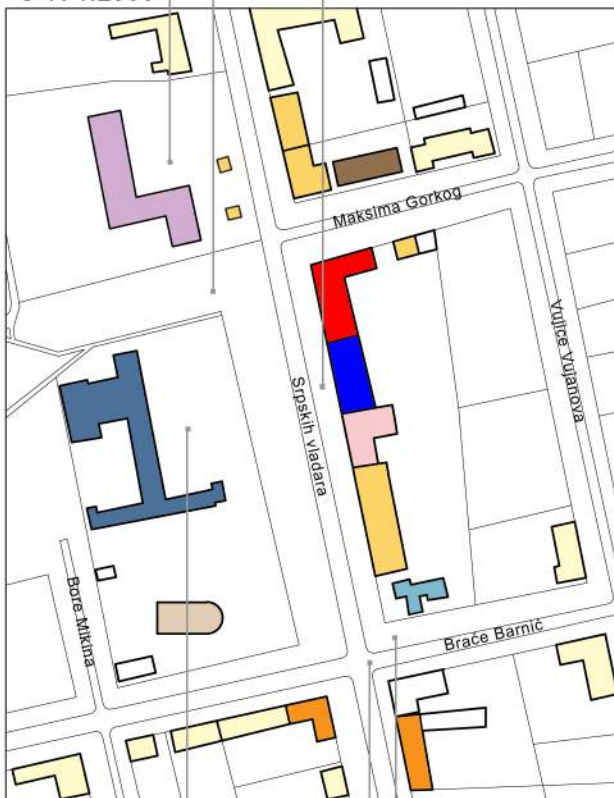 Maksima Gorkog
Vujice Vujanova
Srpskih vladara
Bore Mikina
Braće Barnić